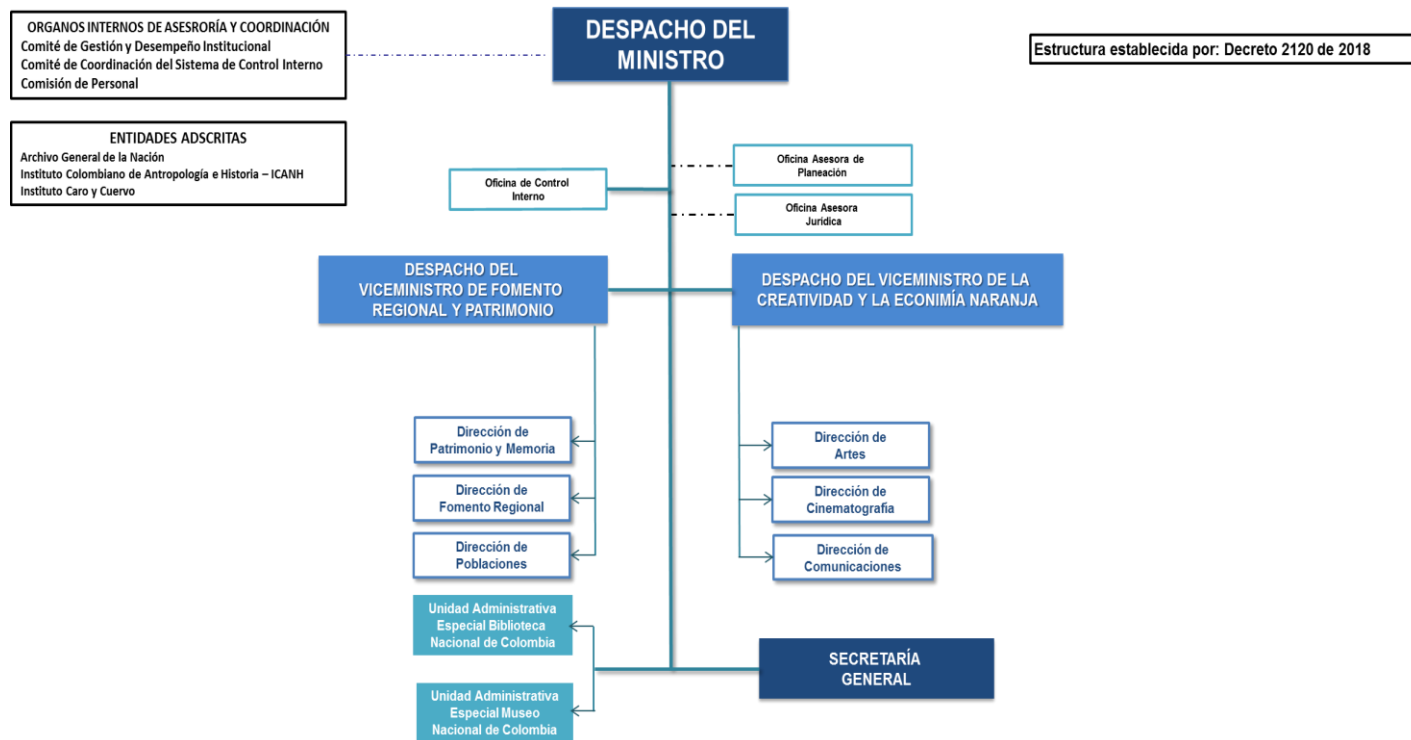 ORGANOS INTERNOS DE ASESRORÍA Y COORDINACIÓN
Comité de Gestión y Desempeño Institucional
Comité de Coordinación del Sistema de Control Interno
Comisión de Personal
DESPACHO DEL
MINISTRO
Estructura establecida por: Decreto 2120 de 2018
ENTIDADES ADSCRITAS
Archivo General de la Nación
Instituto Colombiano de Antropología e Historia – ICANH
Instituto Caro y Cuervo
Oficina Asesora de
Planeación
Oficina de Control
Interno
Oficina Asesora
Jurídica
DESPACHO DEL
VICEMINISTRO DE FOMENTO
REGIONAL Y PATRIMONIO
DESPACHO DEL VICEMINISTRO DE LA
CREATIVIDAD Y LA ECONIMÍA NARANJA
Dirección de
Patrimonio y Memoria
Dirección de
Fomento Regional
Dirección de
Poblaciones
Dirección de
Artes
Dirección de
Cinematografía
Dirección de
Comunicaciones
Unidad Administrativa
Especial Biblioteca
Nacional de Colombia
Unidad Administrativa
Especial Museo
Nacional de Colombia
SECRETARÍA
GENERAL